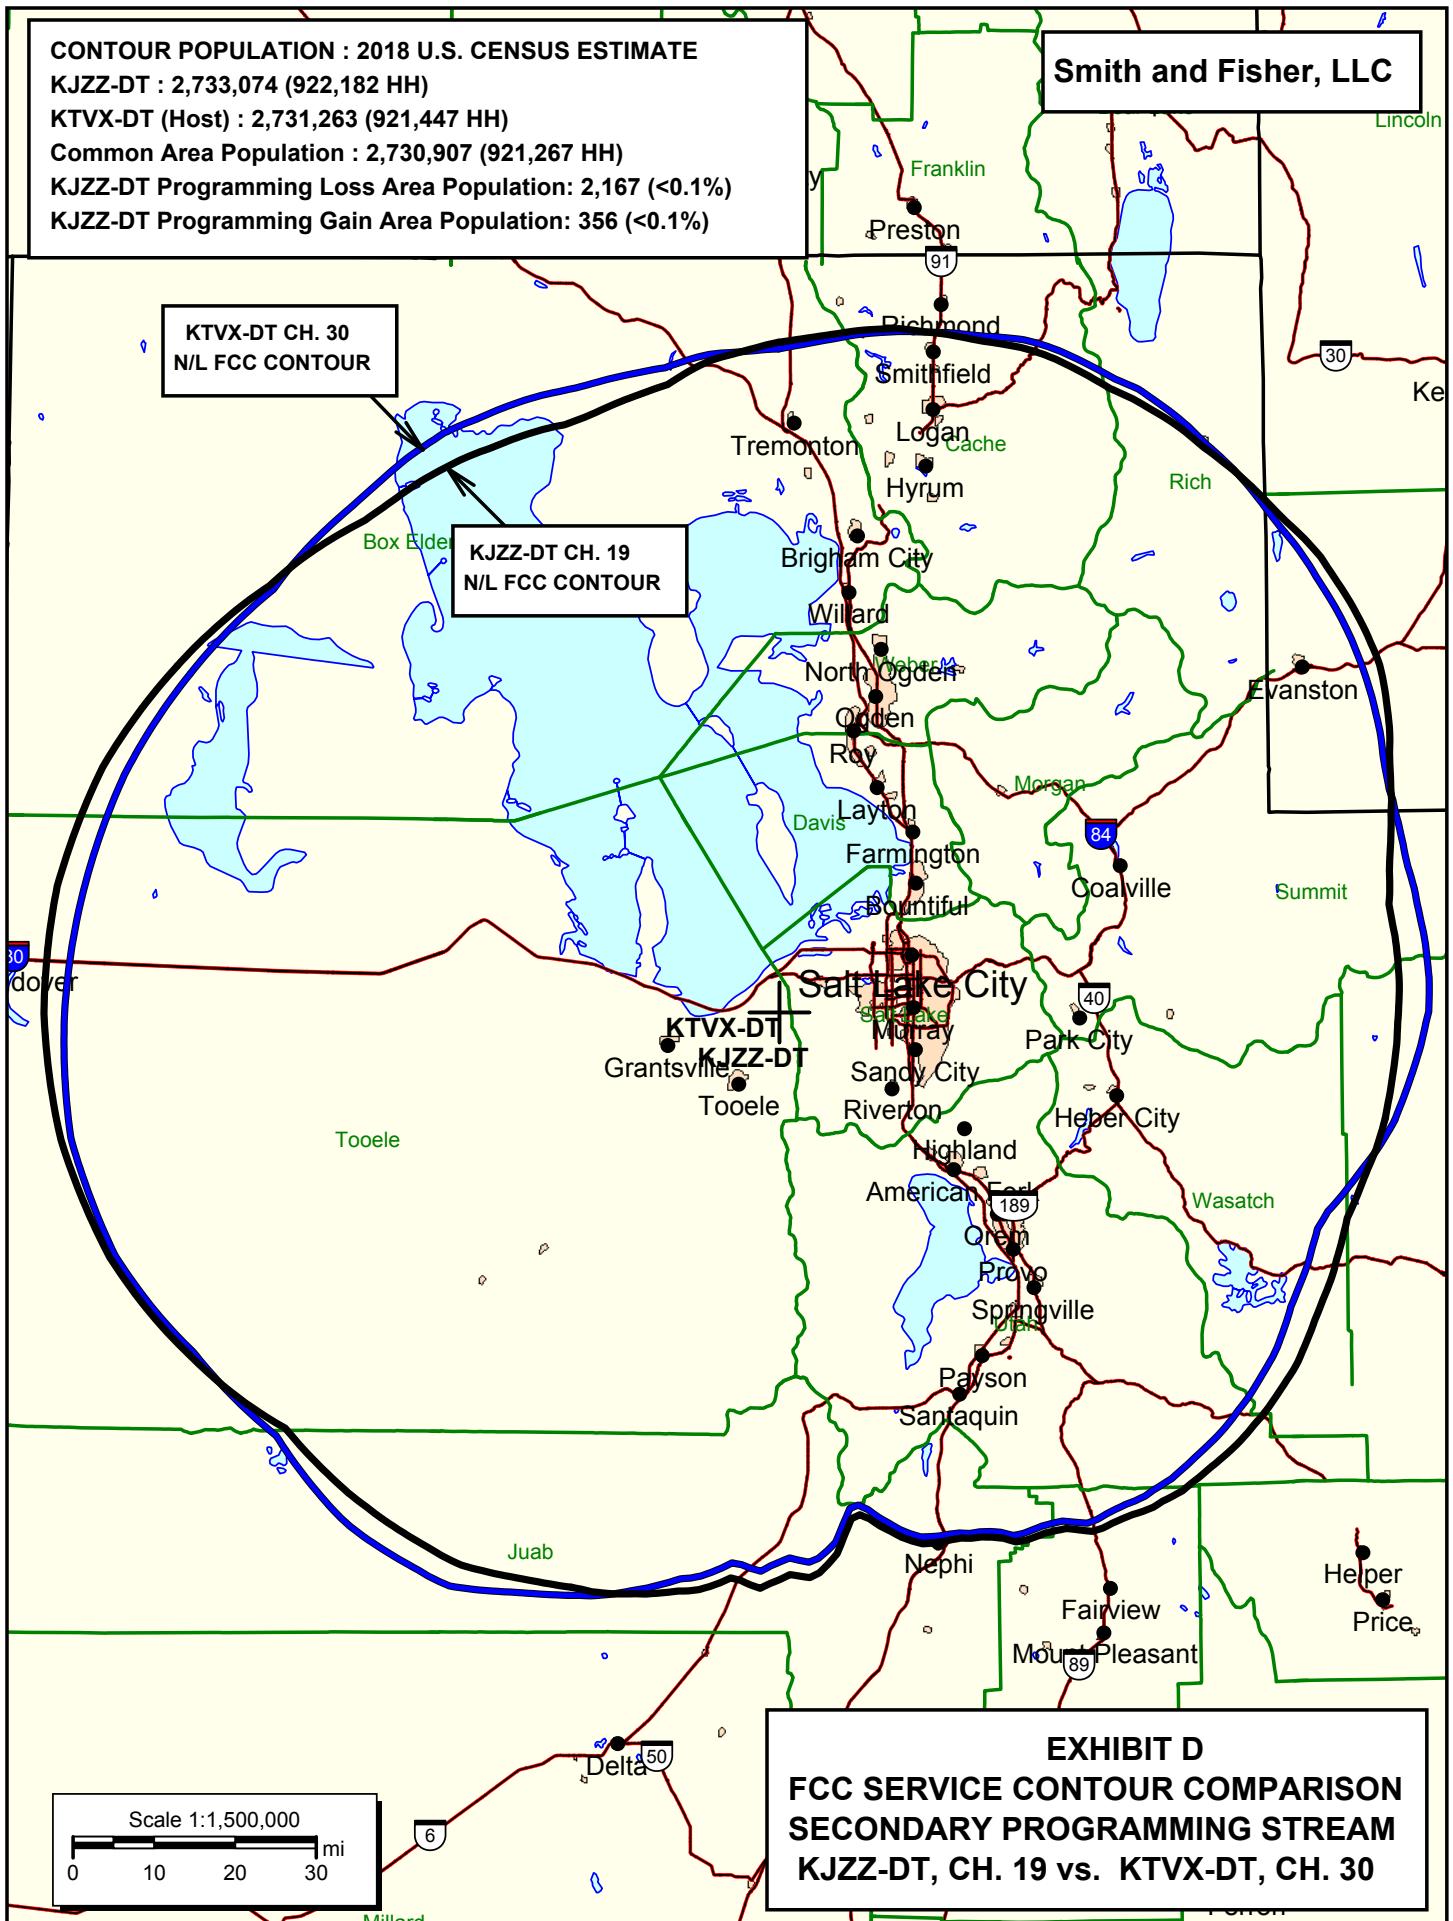 CONTOUR POPULATION : 2018 U.S. CENSUS ESTIMATE
KJZZ-DT : 2,733,074 (922,182 HH)
KTVX-DT (Host) : 2,731,263 (921,447 HH)
Common Area Population : 2,730,907 (921,267 HH)
KJZZ-DT Programming Loss Area Population: 2,167 (<0.1%)
KJZZ-DT Programming Gain Area Population: 356 (<0.1%)
Smith and Fisher, LLC
Lincoln
Franklin
Preston
91
Richmond
KTVX-DT CH. 30
N/L FCC CONTOUR
30
Smithfield
Ke
Logan
Cache
Tremonton
Hyrum
Rich
Box Elder
KJZZ-DT CH. 19
N/L FCC CONTOUR
Brigham City
Willard
Weber
North Ogden
Evanston
Ogden
Roy
Morgan
Layton
Davis
84
Farmington
Coalville
Summit
Bountiful
80
dover
Salt Lake City
40
Salt Lake
KTVX-DT
Murray
Park City
KJZZ-DT
Grantsville
Sandy City
Tooele
Riverton
Heber City
Tooele
Highland
American Fork
189
Wasatch
Orem
Provo
Springville
Utah
Payson
Santaquin
Juab
Nephi
Helper
Fairview
Price
Mount Pleasant
89
Delta
50
6
Scale 1:1,500,000
mi
0 10 20 30
EXHIBIT D
FCC SERVICE CONTOUR COMPARISON
SECONDARY PROGRAMMING STREAM
KJZZ-DT, CH. 19 vs. KTVX-DT, CH. 30
Millard